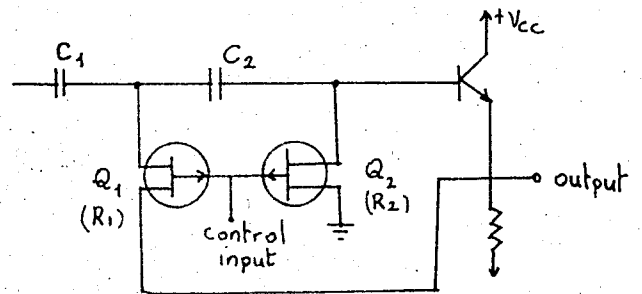 +Vcc
C1
C2
Q1
(R1)
Q2
(R2)
control
input
output